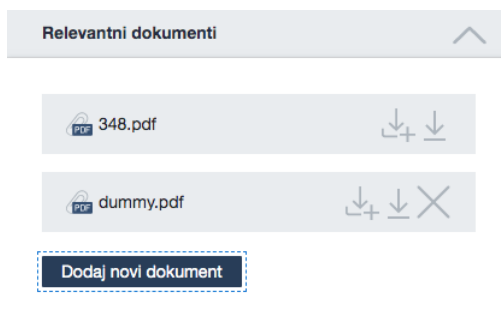 Relevantni dokumenti
PDF 348.pdf
PDF dummy.pdf
Dodaj novi dokument